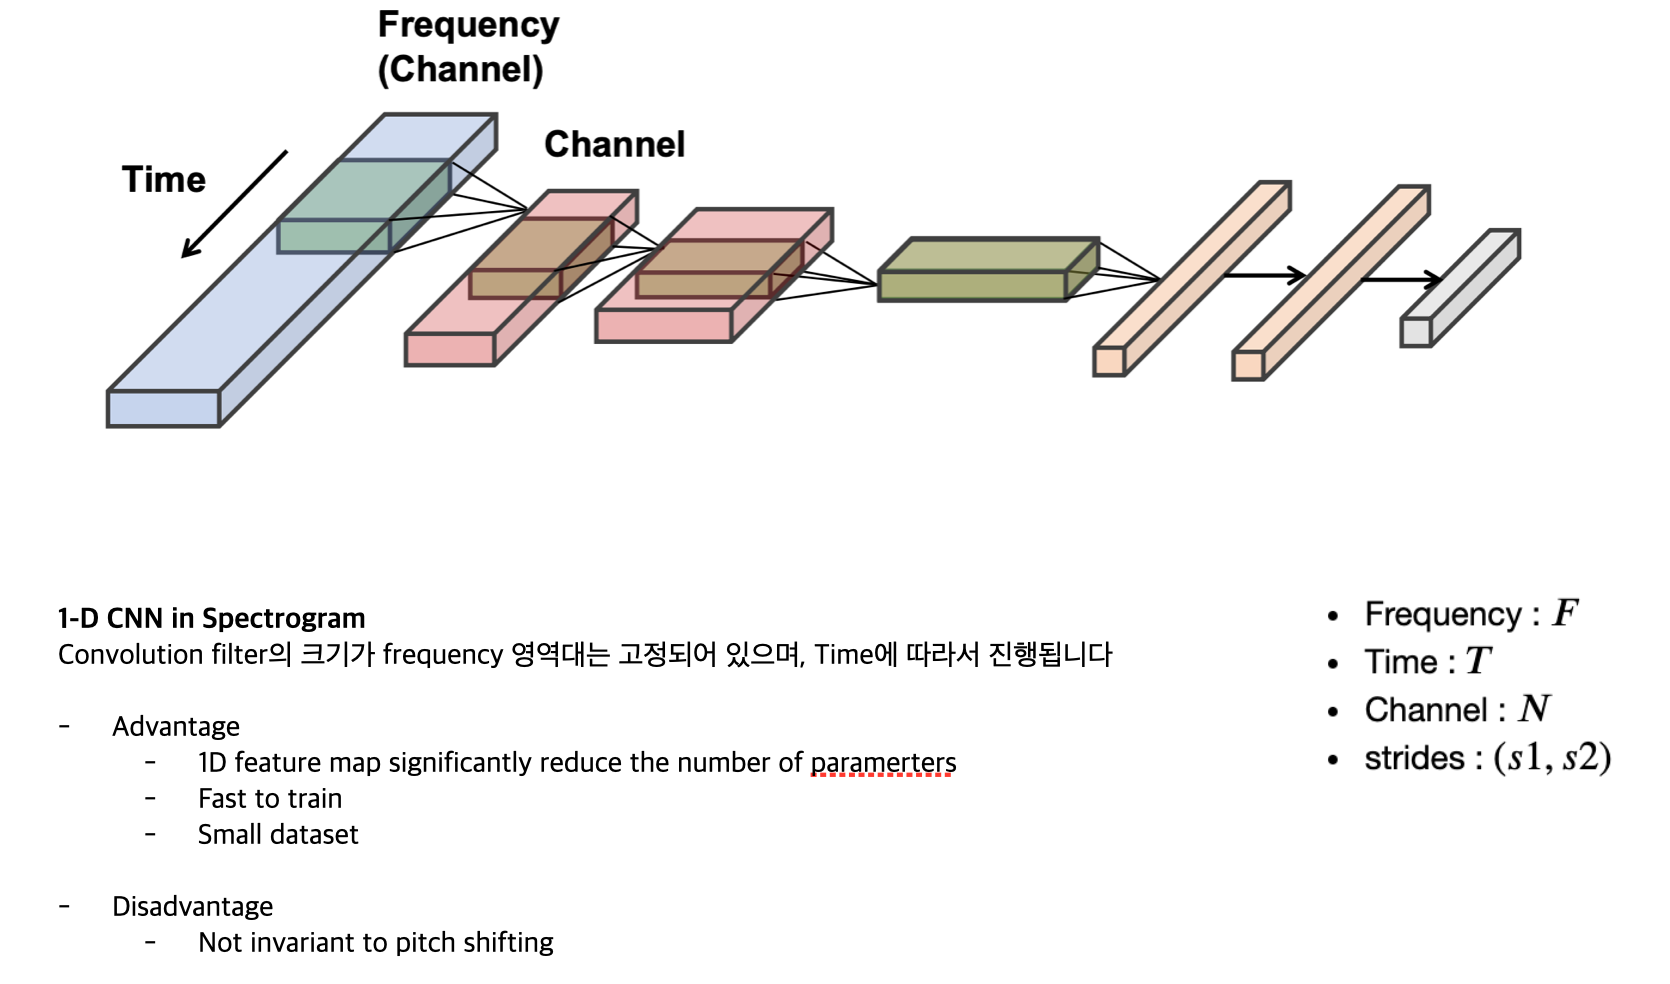 Frequency
(Channel)
Channel
Time
1-D CNN in Spectrogram
Convolution filter의 크기가 frequency 영역대는 고정되어 있으며, Time에 따라서 진행됩니다
- Advantage
- 1D feature map significantly reduce the number of paramerters
- Fast to train
- Small dataset
- Disadvantage
- Not invariant to pitch shifting
• Frequency : F
• Time : T
• Channel : N
• strides : (s1, s2)